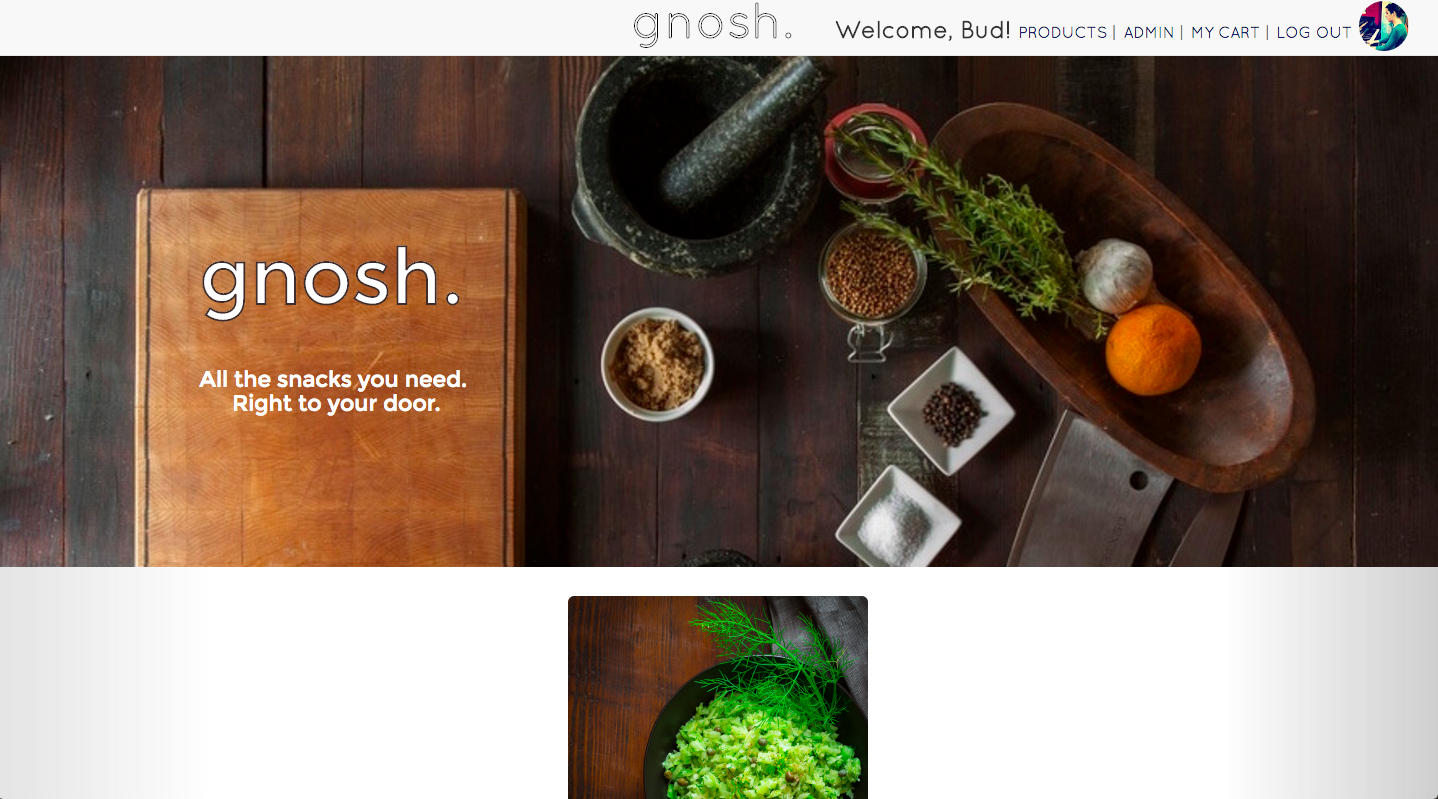 gnosh. Welcome, Bud! PRODUCTS | ADMIN | MY CART | LOG OUT
gnosh.
All the snacks you need.
Right to your door.